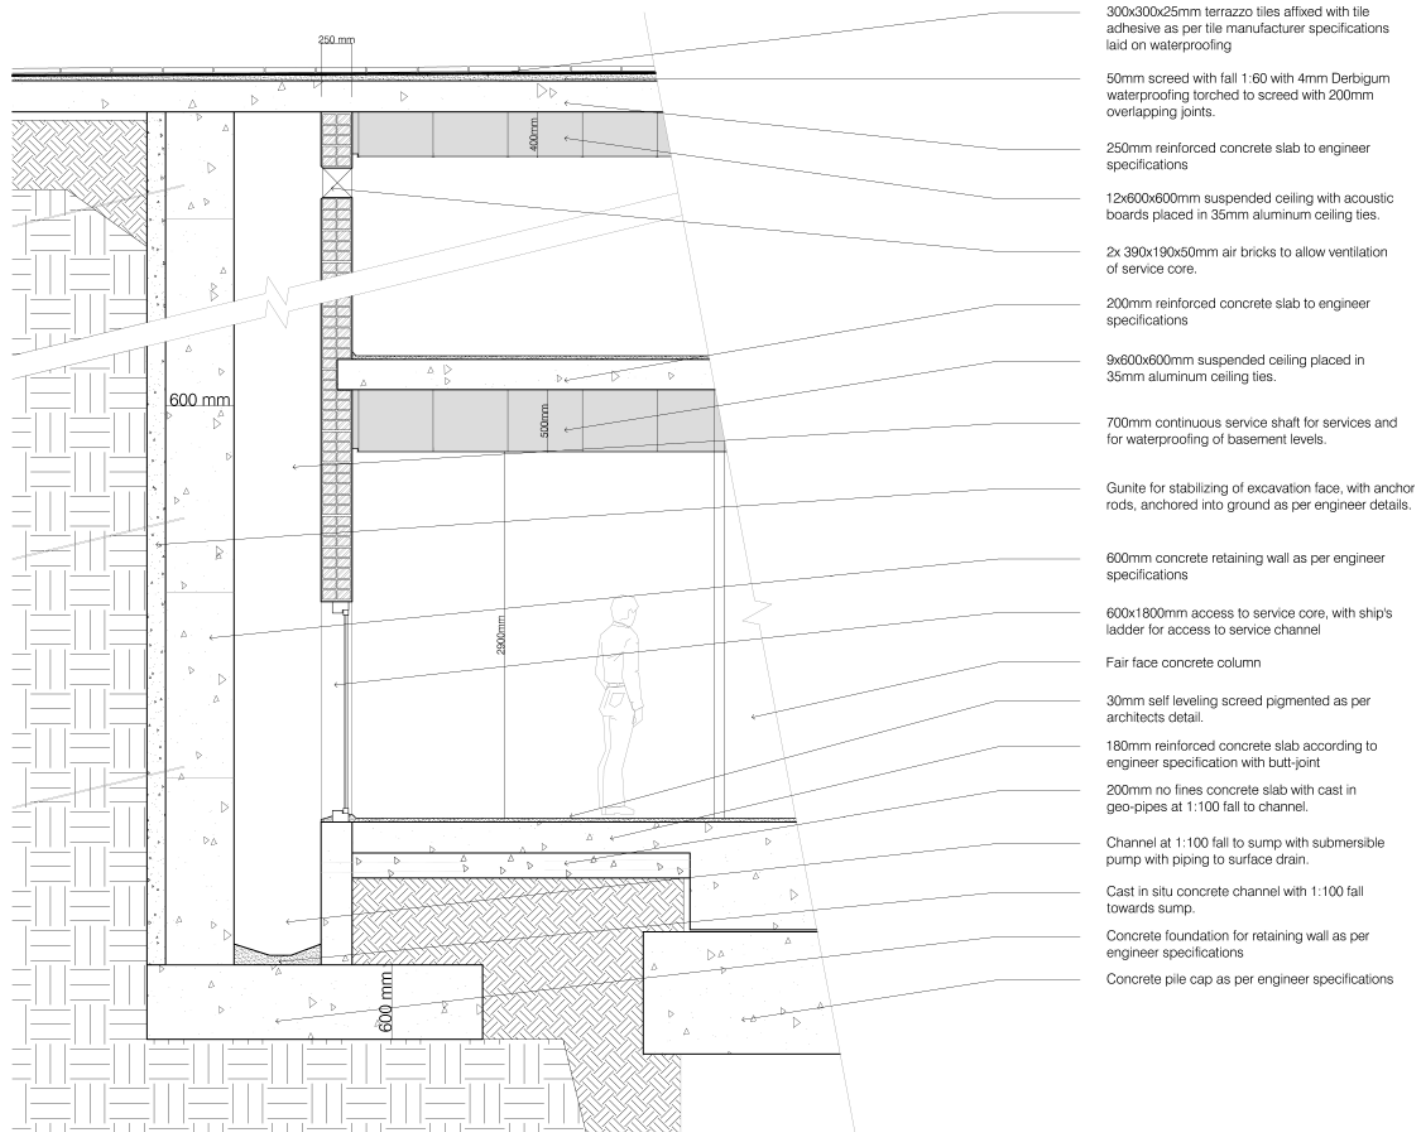 300x300x25mm terrazzo tiles affixed with tile
adhesive as per tile manufacturer specifications
laid on waterproofing
250 mm
50mm screed with fall 1:60 with 4mm Derbigum
waterproofing torched to screed with 200mm
overlapping joints.
400mm
250mm reinforced concrete slab to engineer
specifications
12x600x600mm suspended ceiling with acoustic
boards placed in 35mm aluminum ceiling ties.
2x 390x190x50mm air bricks to allow ventilation
of service core.
200mm reinforced concrete slab to engineer
specifications
9x600x600mm suspended ceiling placed in
35mm aluminum ceiling ties.
600 mm
500mm
700mm continuous service shaft for services and
for waterproofing of basement levels.
Gunite for stabilizing of excavation face, with anchor
rods, anchored into ground as per engineer details.
600mm concrete retaining wall as per engineer
specifications
600x1800mm access to service core, with ship's
ladder for access to service channel
2900mm
Fair face concrete column
30mm self leveling screed pigmented as per
architects detail.
180mm reinforced concrete slab according to
engineer specification with butt-joint
200mm no fines concrete slab with cast in
geo-pipes at 1:100 fall to channel.
Channel at 1:100 fall to sump with submersible
pump with piping to surface drain.
Cast in situ concrete channel with 1:100 fall
towards sump.
Concrete foundation for retaining wall as per
engineer specifications
600 mm
Concrete pile cap as per engineer specifications